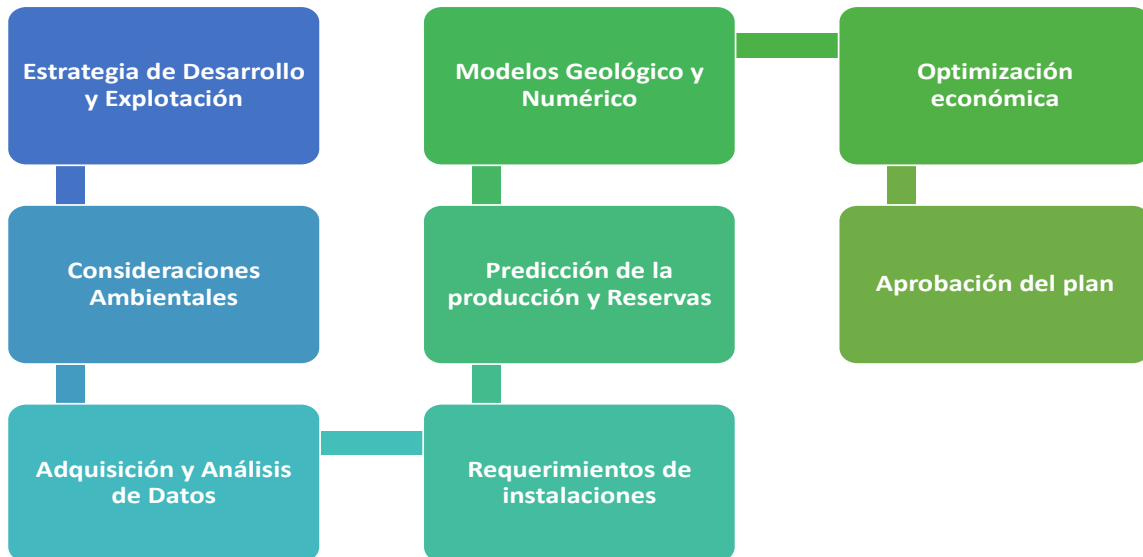 Estrategia de Desarrollo
y Explotación
Consideraciones
Ambientales
Adquisición y Análisis
de Datos
Requerimientos de
instalaciones
Predicción de la
producción y Reservas
Modelos Geológico y
Numérico
Optimización
económica
Aprobación del plan